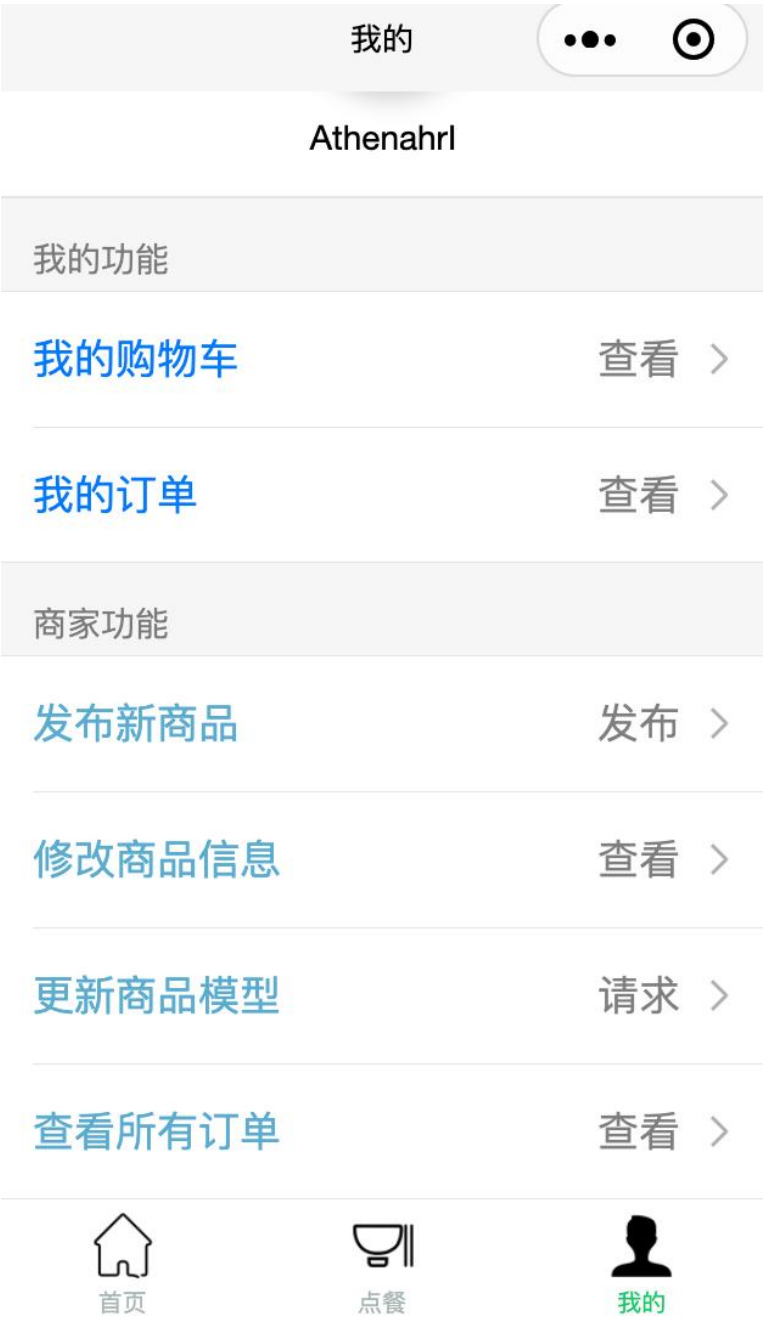 我的
Athenahrl
我的功能
我的购物车 查看
我的订单 查看
商家功能
发布新商品 发布
修改商品信息 查看
更新商品模型 请求
查看所有订单 查看
首页 点餐 我的